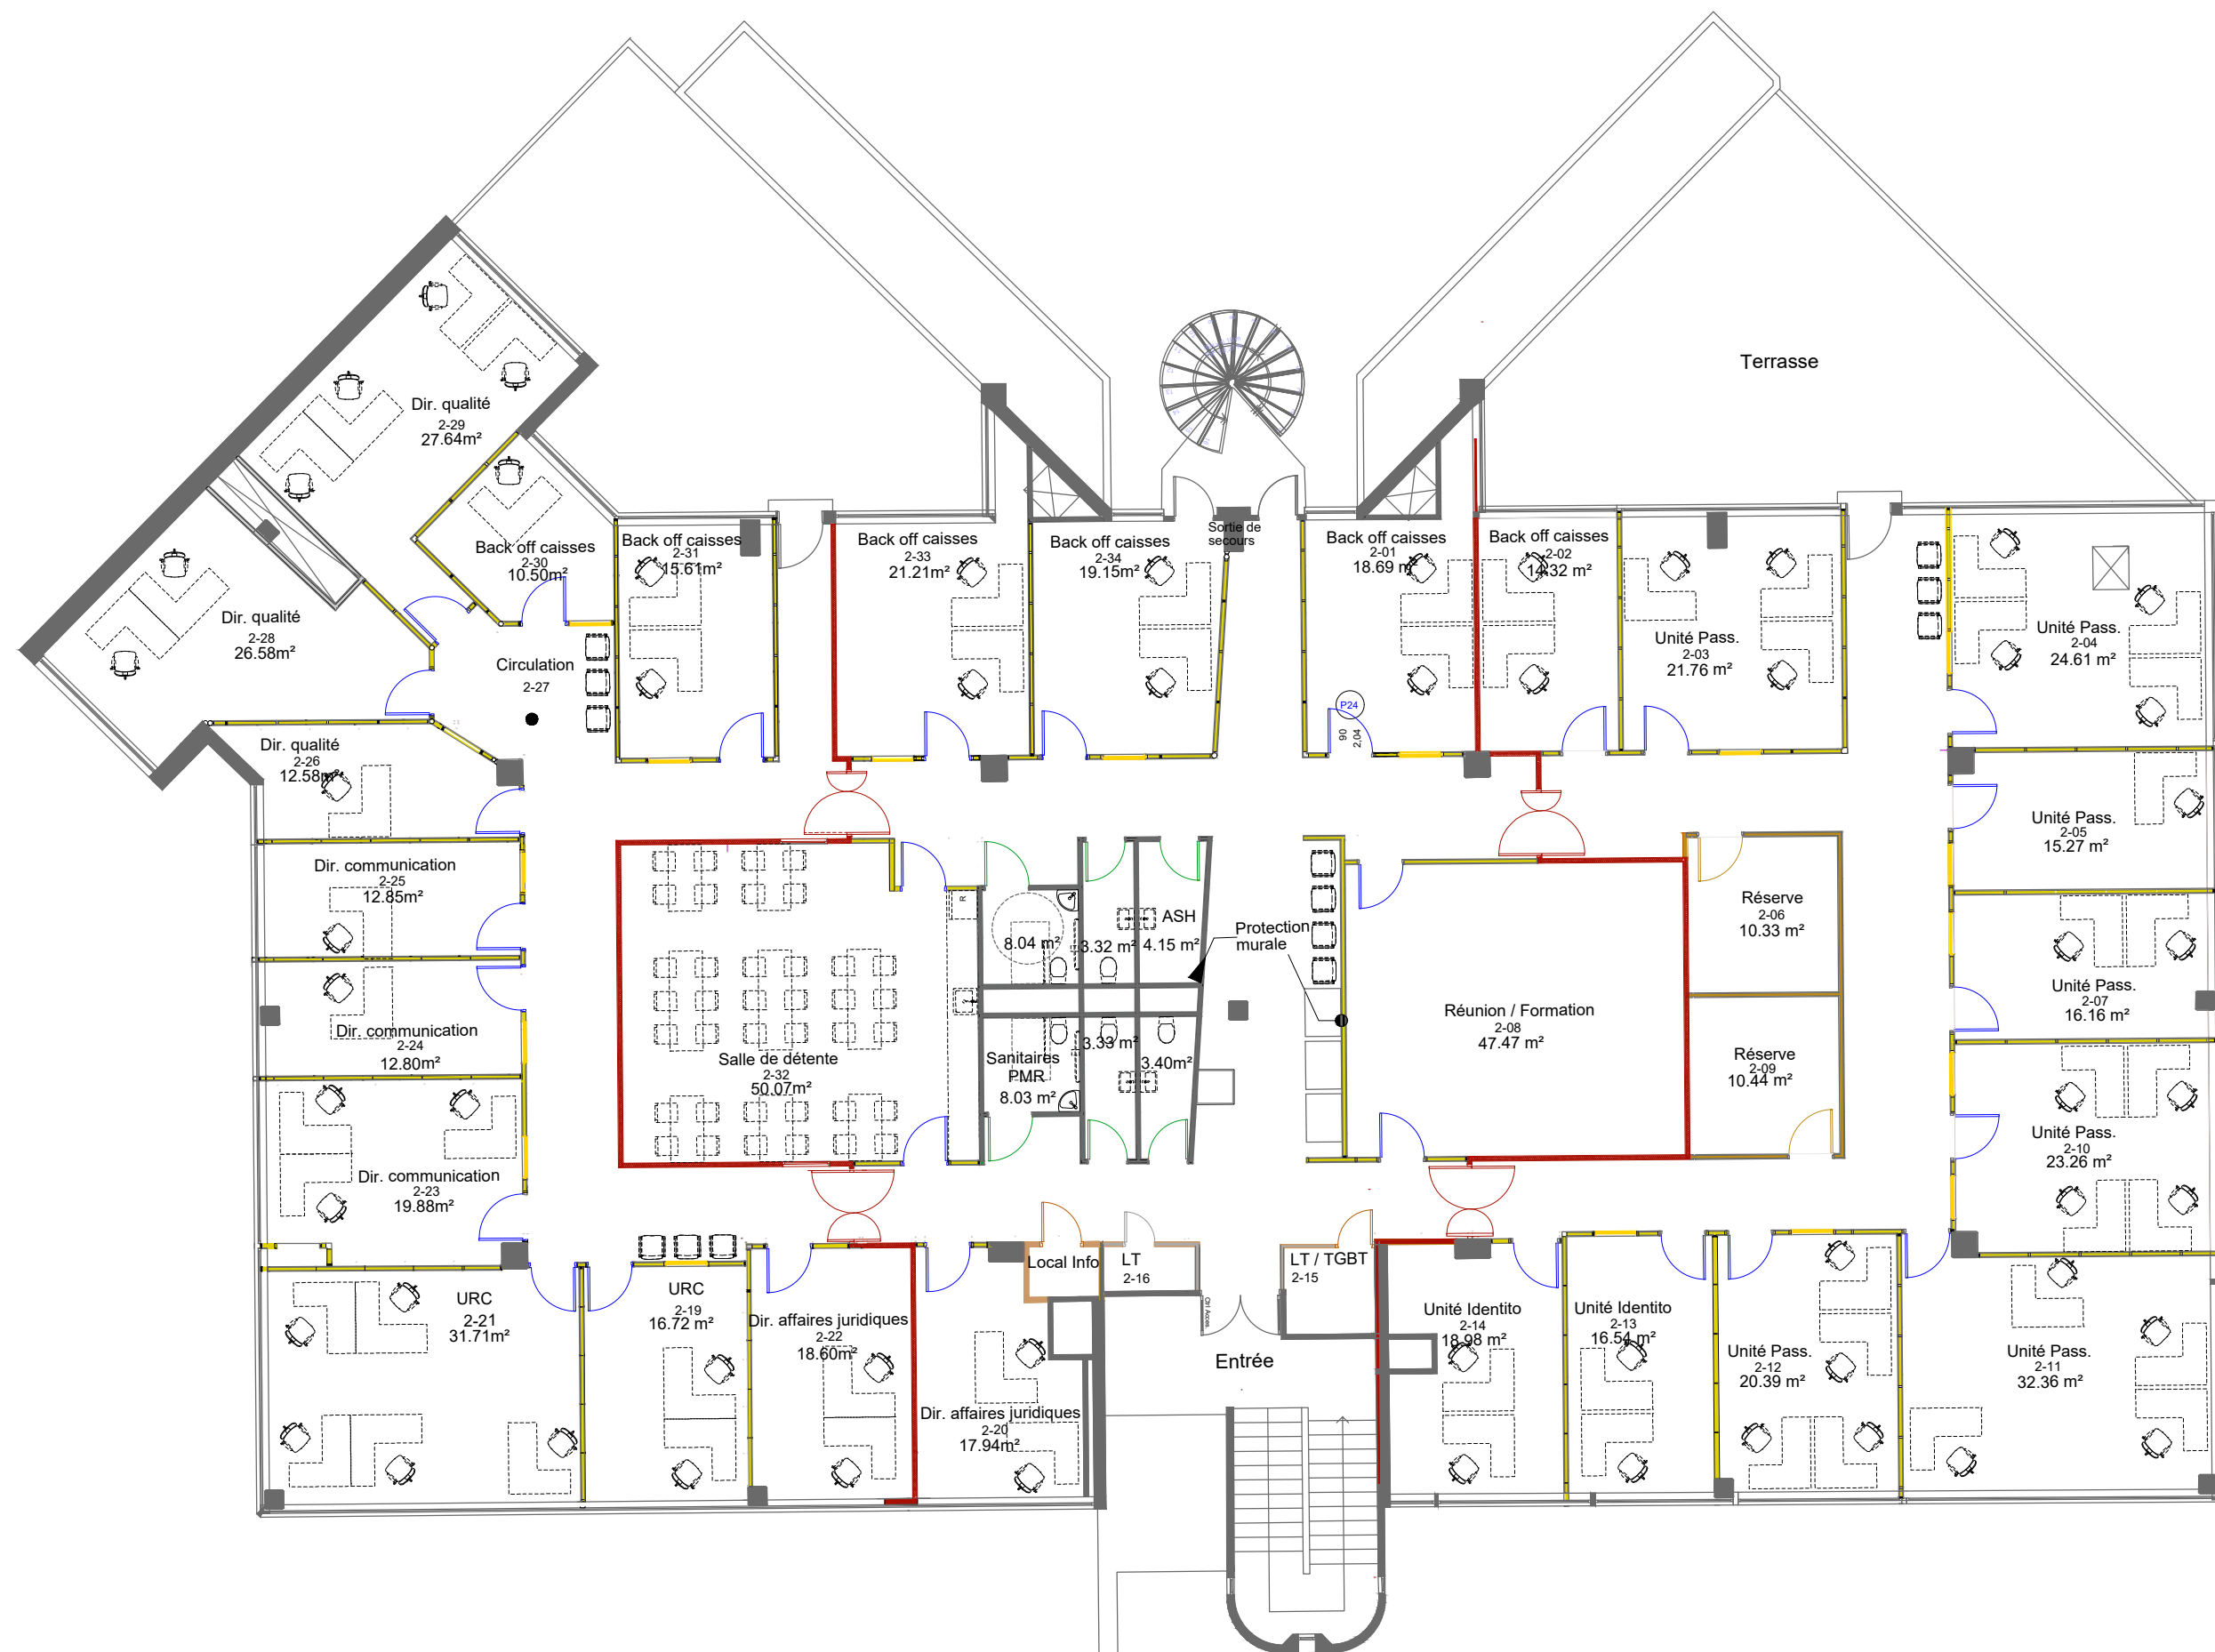 Terrasse
Dir. qualité
2-29
27.64m²
Back off caisses
2-30
10.50m²
Back off caisses
2-31
15.61m²
Back off caisses
2-33
21.21m²
Back off caisses
2-34
19.15m²
Sortie de
secours
Back off caisses
2-01
18.69 m²
Back off caisses
2-02
14.32 m²
Unité Pass.
2-03
21.76 m²
Unité Pass.
2-04
24.61 m²
Dir. qualité
2-28
26.58m²
Circulation
2-27
P24
90
2,04
Dir. qualité
2-26
12.58m²
Unité Pass.
2-05
15.27 m²
Dir. communication
2-25
12.85m²
R
8.04 m²
3.32 m²
ASH
4.15 m²
Protection
murale
Réserve
2-06
10.33 m²
Unité Pass.
2-07
16.16 m²
Dir. communication
2-24
12.80m²
Salle de détente
2-32
50.07m²
Sanitaires
PMR
8.03 m²
3.33 m²
3.40m²
Réunion / Formation
2-08
47.47 m²
Réserve
2-09
10.44 m²
Unité Pass.
2-10
23.26 m²
Dir. communication
2-23
19.88m²
Local Info
LT
2-16
LT / TGBT
2-15
Ctrl Accces.
URC
2-21
31.71m²
URC
2-19
16.72 m²
Dir. affaires juridiques
2-22
18.60m²
Dir. affaires juridiques
2-20
17.94m²
Entrée
Unité Identito
2-14
18.98 m²
Unité Identito
2-13
16.54 m²
Unité Pass.
2-12
20.39 m²
Unité Pass.
2-11
32.36 m²